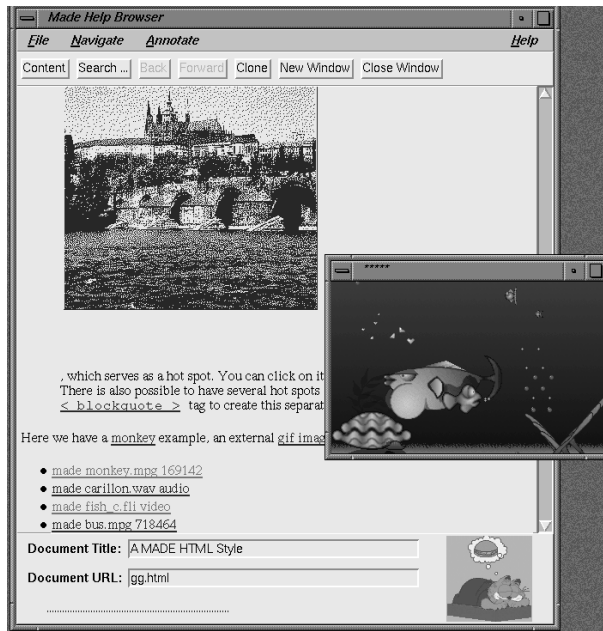 Made Help Browser
File Navigate Annotate Help
Content Search ... Back Forward Clone New Window Close Window
*****
, which serves as a hot spot. You can click on it
There is also possible to have several hot spots
< blockquote > tag to create this separat
Here we have a monkey example, an external gif imag
made monkey.mpg 169142
made carillon.wav audio
made fish_c.fli video
made bus.mpg 718464
Document Title: A MADE HTML Style
Document URL: gg.html